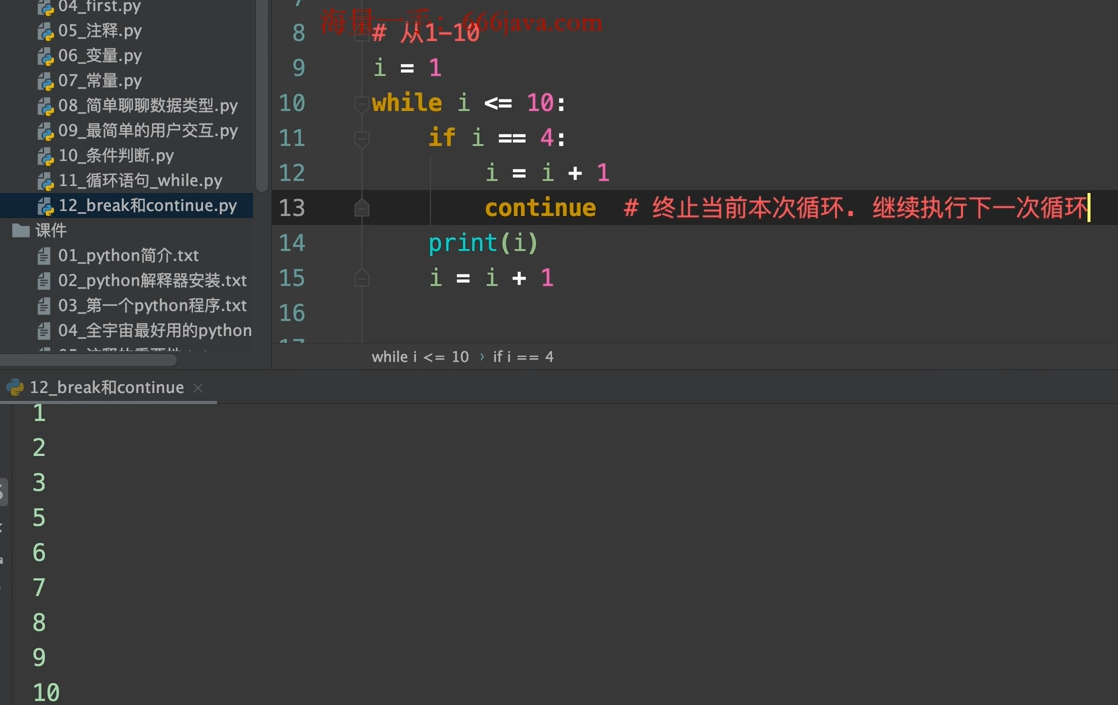 04_first.py
05_注释.py
06_变量.py
07_常量.py
08_简单聊聊数据类型.py
09_最简单的用户交互.py
10_条件判断.py
11_循环语句_while.py
12_break和continue.py
课件
01_python简介.txt
02_python解释器安装.txt
03_第一个python程序.txt
04_全宇宙最好用的python
666java.com
8 # 从1-10
9 i = 1
10 while i <= 10:
11     if i == 4:
12         i = i + 1
13         continue  # 终止当前本次循环. 继续执行下一次循环
14     print(i)
15     i = i + 1
16
while i <= 10 › if i == 4
12_break和continue ×
1
2
3
5
6
7
8
9
10